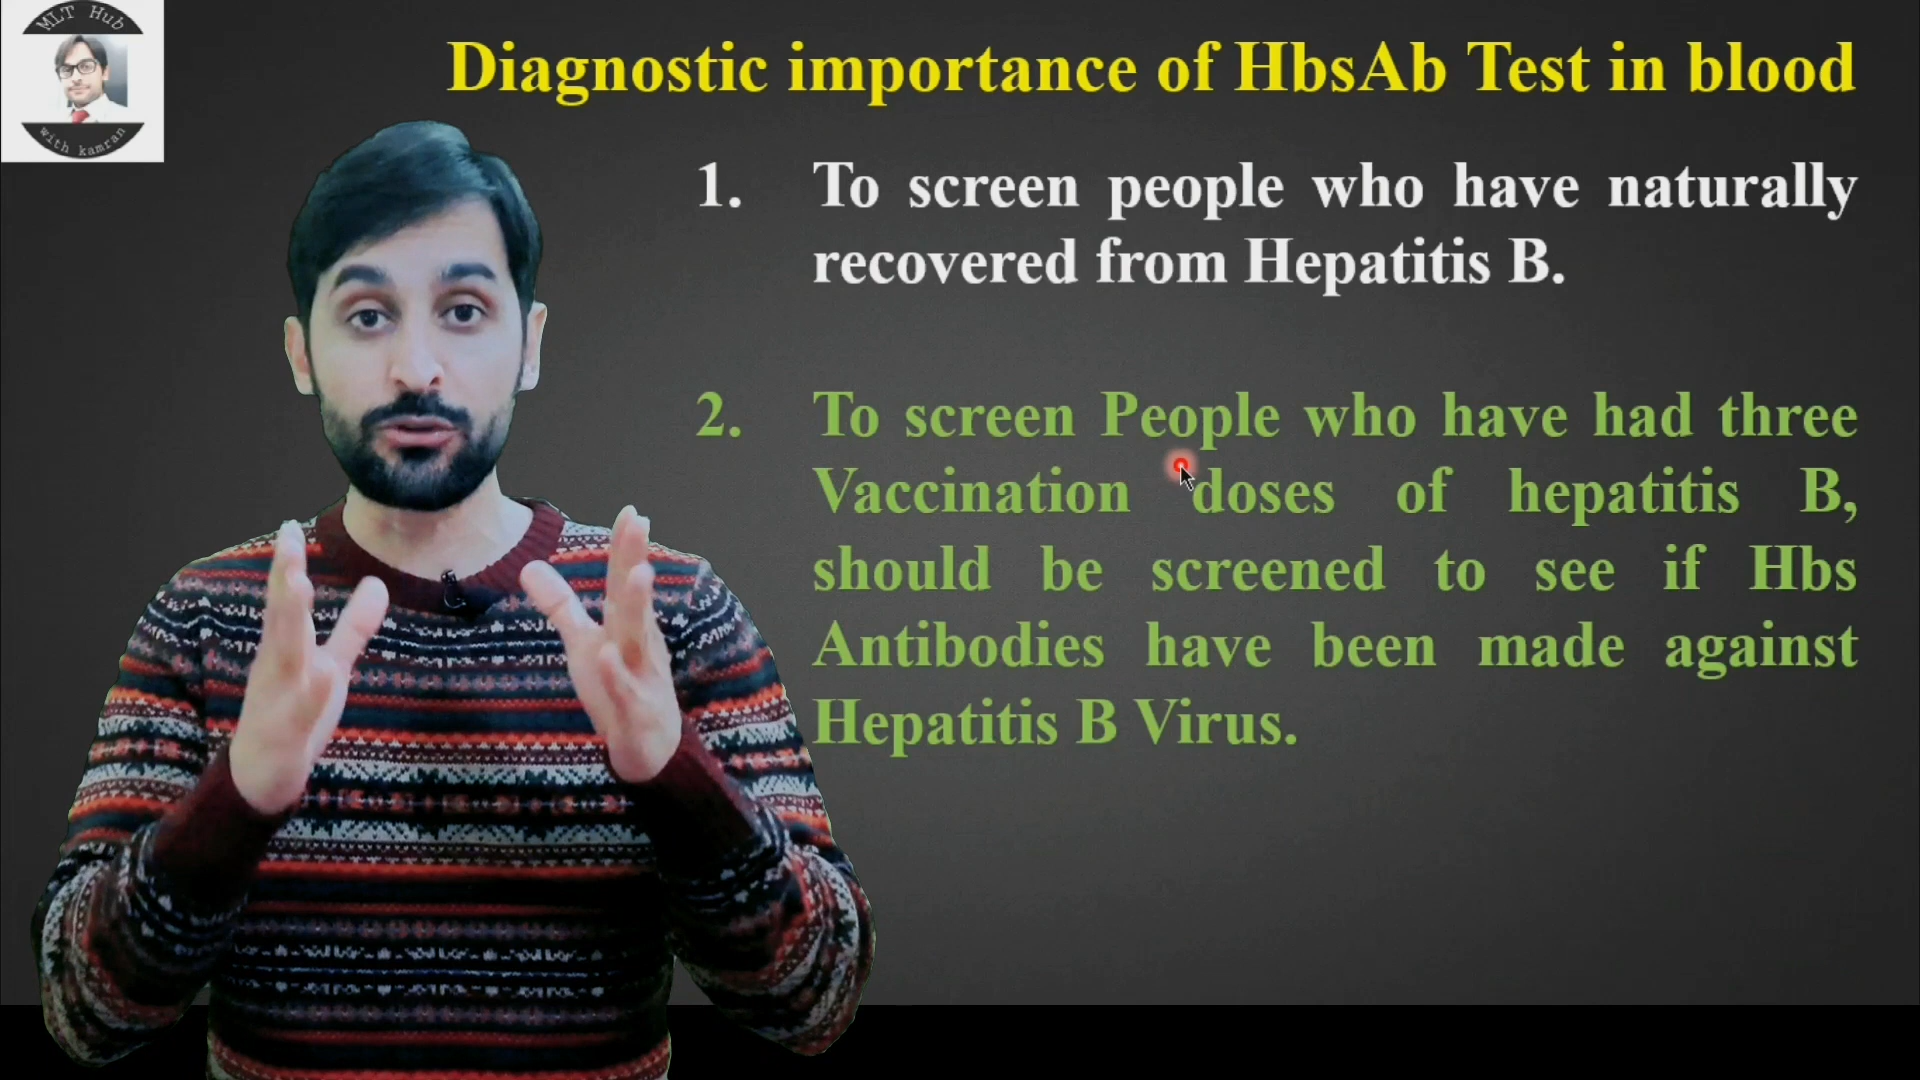 MLT Hub
with kamran
Diagnostic importance of HbsAb Test in blood
1. To screen people who have naturally
recovered from Hepatitis B.
2. To screen People who have had three
Vaccination doses of hepatitis B,
should be screened to see if Hbs
Antibodies have been made against
Hepatitis B Virus.